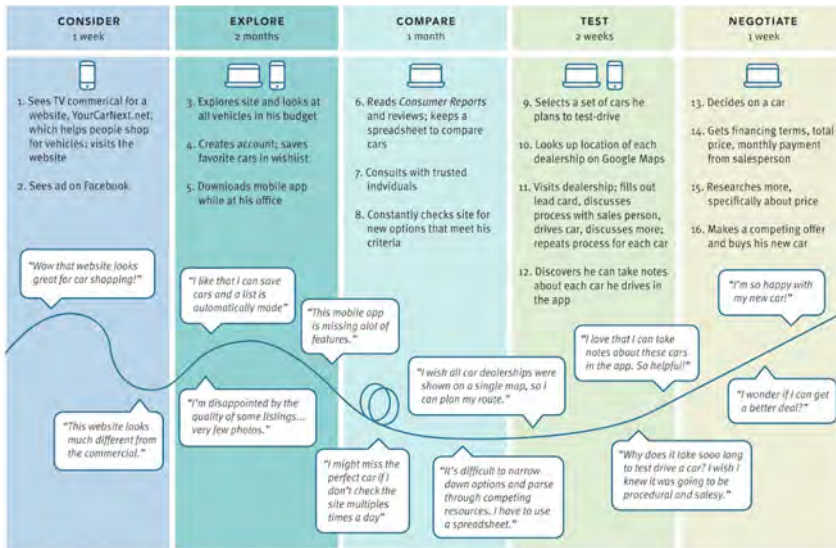 CONSIDER
1 week
EXPLORE
2 months
COMPARE
1 month
TEST
2 weeks
NEGOTIATE
1 week
1. Sees TV commerical for a
website, YourCarNext.net,
which helps people shop
for vehicles; visits the
website
2. Sees ad on Facebook
3. Explores site and looks at
all vehicles in his budget
4. Creates account; saves
favorite cars in wishlist
5. Downloads mobile app
while at his office
6. Reads Consumer Reports
and reviews; keeps a
spreadsheet to compare
cars
7. Consults with trusted
indviduals
8. Constantly checks site for
new options that meet his
criteria
9. Selects a set of cars he
plans to test-drive
10. Looks up location of each
dealership on Google Maps
11. Visits dealership; fills out
lead card, discusses
process with sales person,
drives car, discusses more;
repeats process for each car
12. Discovers he can take notes
about each car he drives in
the app
13. Decides on a car
14. Gets financing terms, total
price, monthly payment
from salesperson
15. Researches more,
specifically about price
16. Makes a competing offer
and buys his new car
"Wow that website looks
great for car shopping!"
"This website looks
much different from
the commercial."
"I like that I can save
cars and a list is
automatically made"
"I'm disappointed by the
quality of some listings...
very few photos."
"This mobile app
is missing alot of
features."
"I might miss the
perfect car if I
don't check the
site multiple
times a day"
"I wish all car dealerships were
shown on a single map, so I
can plan my route."
"It's difficult to narrow
down options and parse
through competing
resources. I have to use
a spreadsheet."
"I love that I can take
notes about these cars
in the app. So helpful!"
"Why does it take sooo long
to test drive a car? I wish I
knew it was going to be
procedural and salesy."
"I'm so happy with
my new car!"
"I wonder if I can get
a better deal?"